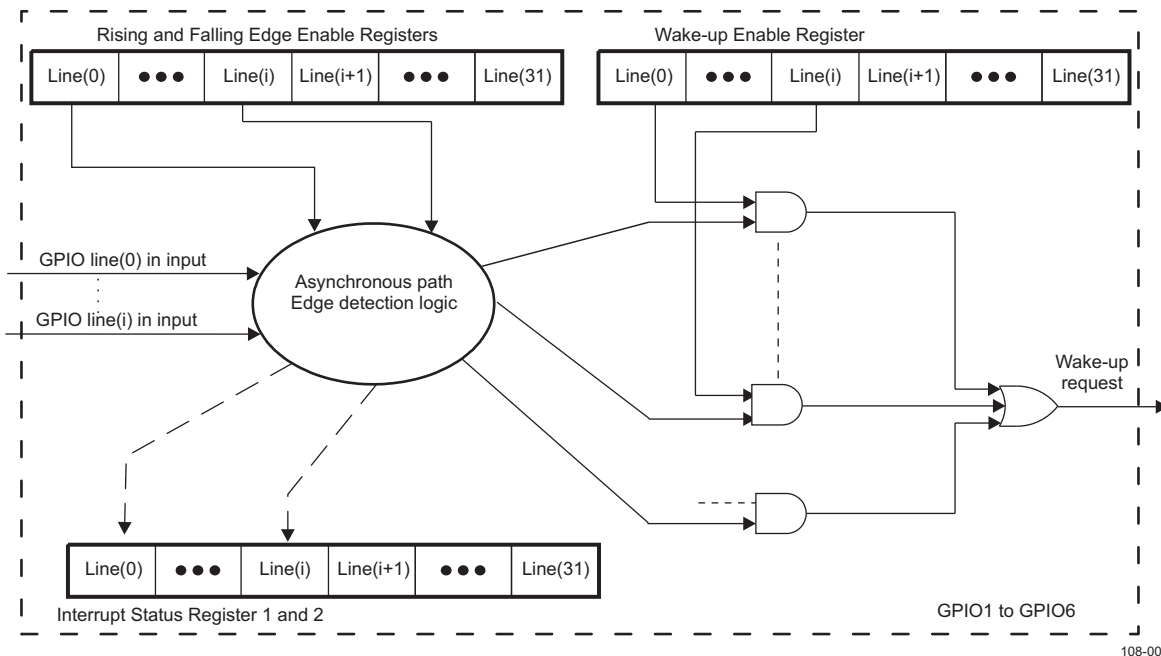 Rising and Falling Edge Enable Registers
Line(0) ●●● Line(i) Line(i+1) ●●● Line(31)
Wake-up Enable Register
Line(0) ●●● Line(i) Line(i+1) ●●● Line(31)
GPIO line(0) in input
GPIO line(i) in input
Asynchronous path
Edge detection logic
Wake-up
request
Line(0) ●●● Line(i) Line(i+1) ●●● Line(31)
Interrupt Status Register 1 and 2
GPIO1 to GPIO6
108-00